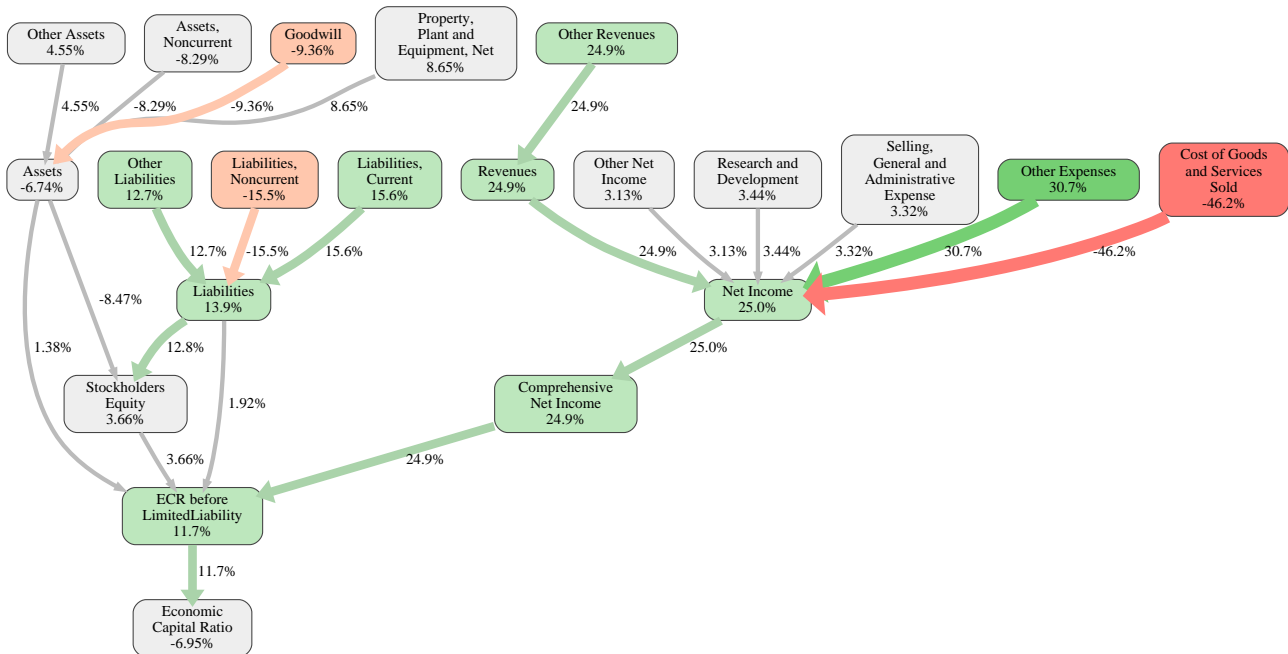 Other Assets
4.55%
Assets,
Noncurrent
-8.29%
Goodwill
-9.36%
Property,
Plant and
Equipment, Net
8.65%
Other Revenues
24.9%
4.55%
-8.29%
-9.36%
8.65%
24.9%
Assets
-6.74%
Other
Liabilities
12.7%
Liabilities,
Noncurrent
-15.5%
Liabilities,
Current
15.6%
Revenues
24.9%
Other Net
Income
3.13%
Research and
Development
3.44%
Selling,
General and
Administrative
Expense
3.32%
Other Expenses
30.7%
Cost of Goods
and Services
Sold
-46.2%
12.7%
-15.5%
15.6%
24.9%
3.13%
3.44%
3.32%
30.7%
-46.2%
Liabilities
13.9%
Net Income
25.0%
-8.47%
1.38%
12.8%
1.92%
25.0%
Stockholders
Equity
3.66%
Comprehensive
Net Income
24.9%
3.66%
24.9%
ECR before
LimitedLiability
11.7%
11.7%
Economic
Capital Ratio
-6.95%